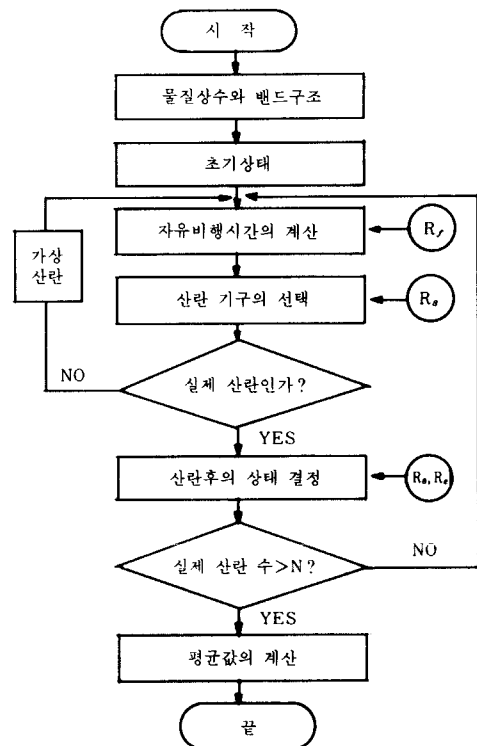 시 작
물질상수와 밴드구조
초기상태
자유비행시간의 계산
R_f
가상
산란
산란 기구의 선택
R_s
실제 산란인가?
NO
YES
산란후의 상태 결정
실제 산란 수>N?
NO
YES
평균값의 계산
끝